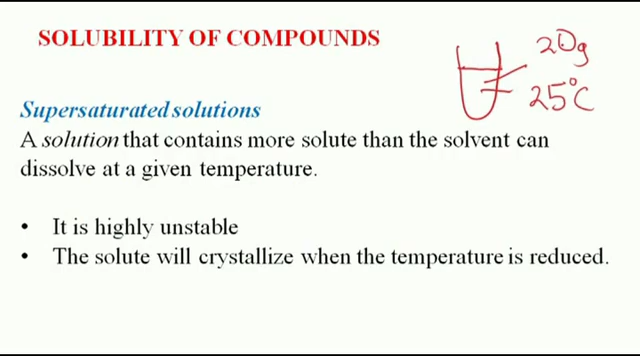 SOLUBILITY OF COMPOUNDS
20g
25°C
Supersaturated solutions
A solution that contains more solute than the solvent can
dissolve at a given temperature.
• It is highly unstable
• The solute will crystallize when the temperature is reduced.